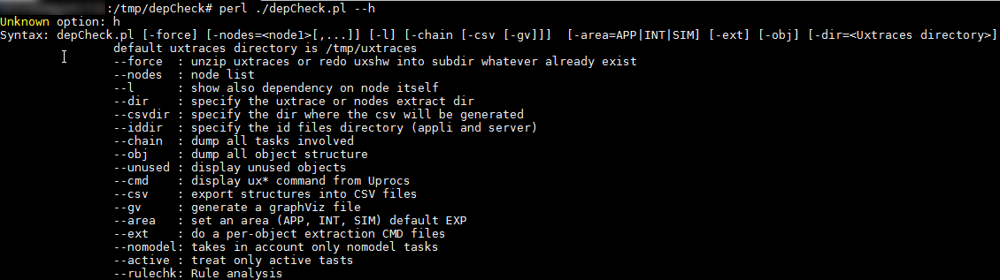 :/tmp/depCheck# perl ./depCheck.pl --h
Unknown option: h
Syntax: depCheck.pl [-force] [-nodes=<node1>[,...]] [-l] [-chain [-csv [-gv]]]  [-area=APP|INT|SIM] [-ext] [-obj] [-dir=<Uxtraces directory>]
default uxtraces directory is /tmp/uxtraces
--force  : unzip uxtraces or redo uxshw into subdir whatever already exist
--nodes  : node list
--l      : show also dependency on node itself
--dir    : specify the uxtrace or nodes extract dir
--csvdir : specify the dir where the csv will be generated
--iddir  : specify the id files directory (appli and server)
--chain  : dump all tasks involved
--obj    : dump all object structure
--unused : display unused objects
--cmd    : display ux* command from Uprocs
--csv    : export structures into CSV files
--gv     : generate a graphViz file
--area   : set an area (APP, INT, SIM) default EXP
--ext    : do a per-object extraction CMD files
--nomodel: takes in account only nomodel tasks
--active : treat only active tasts
--rulechk: Rule analysis